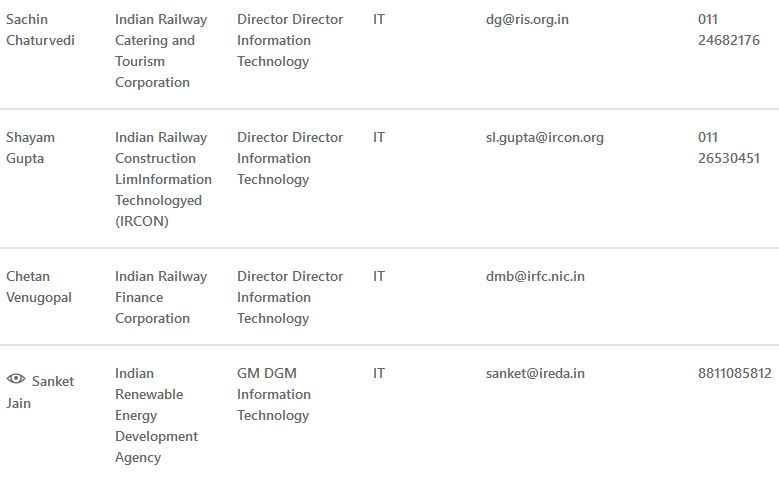 Sachin Chaturvedi
Indian Railway Catering and Tourism Corporation
Director Director Information Technology
IT
dg@ris.org.in
011 24682176
Shayam Gupta
Indian Railway Construction LimInformation Technologyed (IRCON)
Director Director Information Technology
IT
sl.gupta@ircon.org
011 26530451
Chetan Venugopal
Indian Railway Finance Corporation
Director Director Information Technology
IT
dmb@irfc.nic.in
Sanket Jain
Indian Renewable Energy Development Agency
GM DGM Information Technology
IT
sanket@ireda.in
8811085812